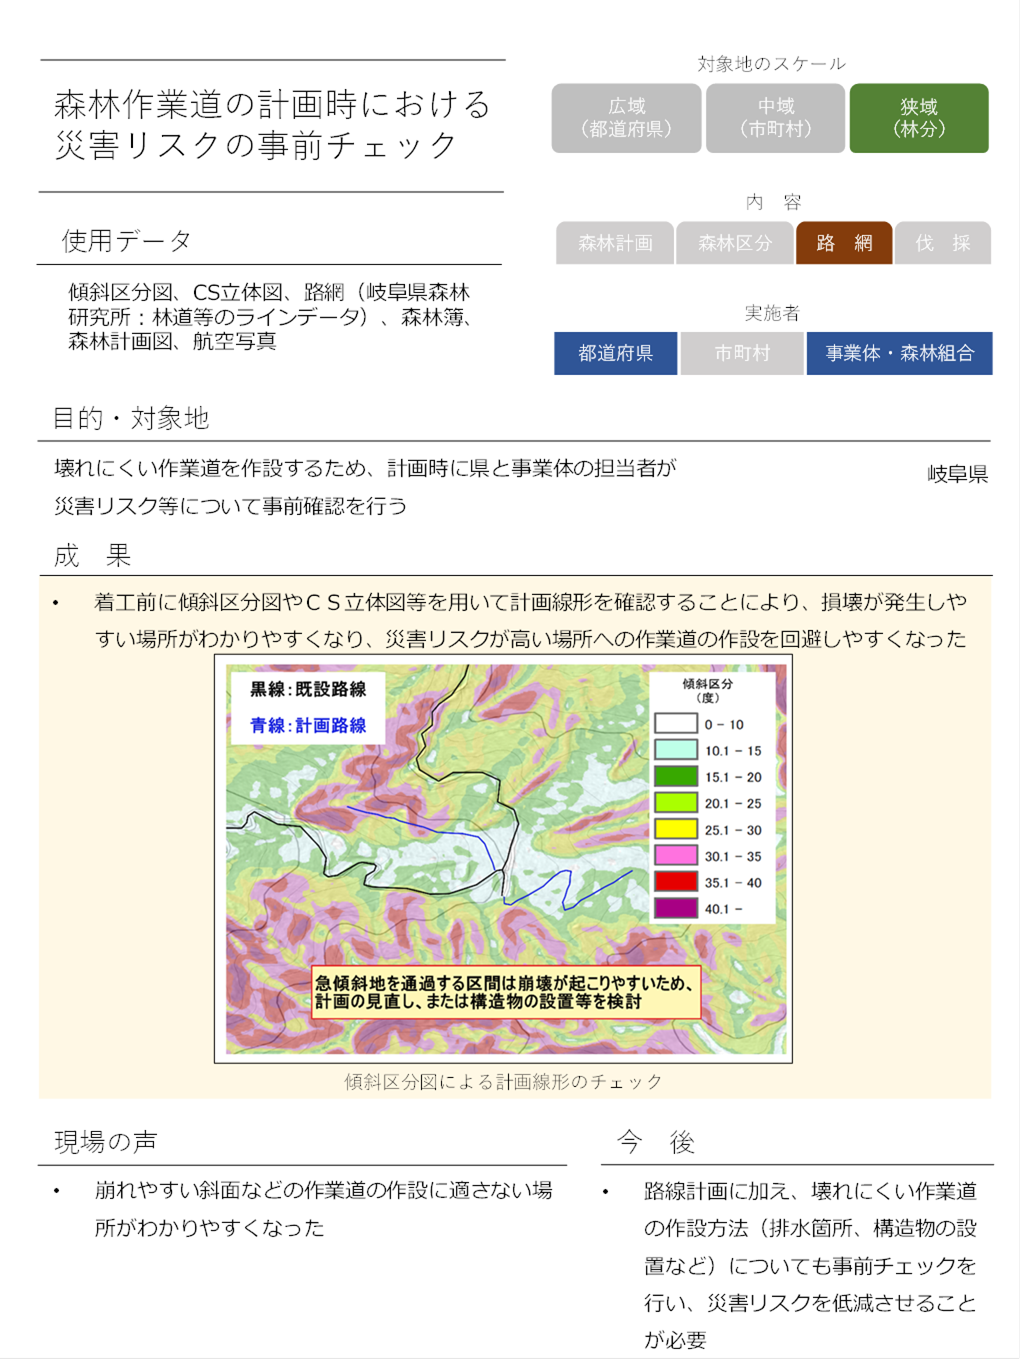 森林作業道の計画時における
災害リスクの事前チェック
対象地のスケール
広域
（都道府県）
中域
（市町村）
狭域
（林分）
内　容
森林計画
森林区分
路　網
伐　採
実施者
都道府県
市町村
事業体・森林組合
使用データ
傾斜区分図、CS立体図、路網（岐阜県森林
研究所：林道等のラインデータ）、森林簿、
森林計画図、航空写真
目的・対象地
壊れにくい作業道を作設するため、計画時に県と事業体の担当者が
災害リスク等について事前確認を行う
岐阜県
成　果
• 着工前に傾斜区分図やＣＳ立体図等を用いて計画線形を確認することにより、損壊が発生しや
すい場所がわかりやすくなり、災害リスクが高い場所への作業道の作設を回避しやすくなった
黒線：既設路線
青線：計画路線
傾斜区分
（度）
0 − 10
10.1 − 15
15.1 − 20
20.1 − 25
25.1 − 30
30.1 − 35
35.1 − 40
40.1 −
急傾斜地を通過する区間は崩壊が起こりやすいため、
計画の見直し、または構造物の設置等を検討
傾斜区分図による計画線形のチェック
現場の声
• 崩れやすい斜面などの作業道の作設に適さない場
所がわかりやすくなった
今　後
• 路線計画に加え、壊れにくい作業道
の作設方法（排水箇所、構造物の設
置など）についても事前チェックを
行い、災害リスクを低減させること
が必要